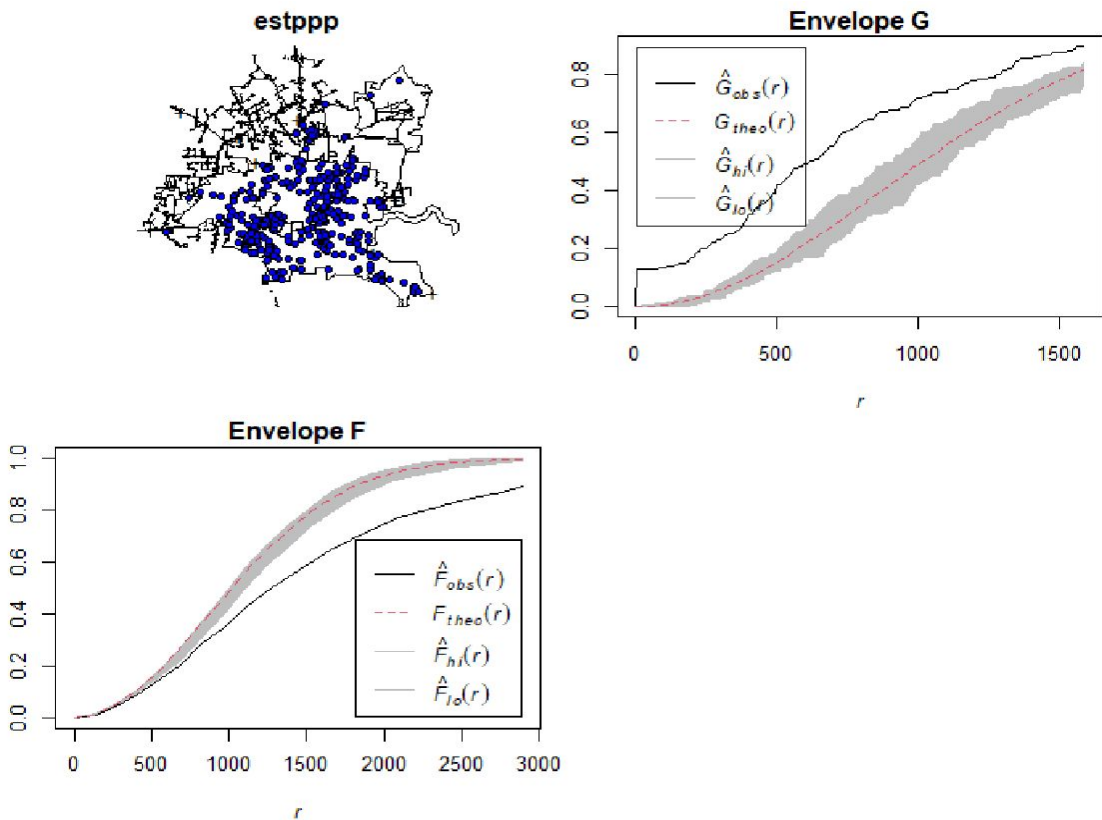 estppp
Envelope G
Ĝobs(r)
Gtheo(r)
Ĝhi(r)
Ĝlo(r)
0.8
0.6
0.4
0.2
0.0
0 500 1000 1500
r
Envelope F
F̂obs(r)
Ftheo(r)
F̂hi(r)
F̂lo(r)
1.0
0.8
0.6
0.4
0.2
0.0
0 500 1000 1500 2000 2500 3000
r